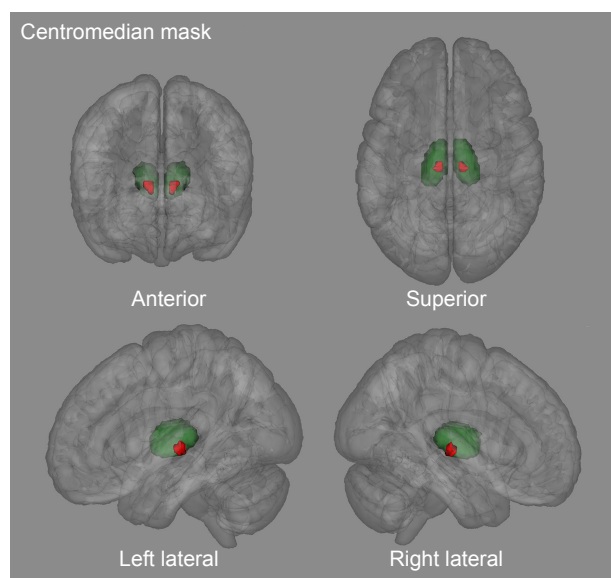 Centromedian mask
Anterior
Superior
Left lateral
Right lateral